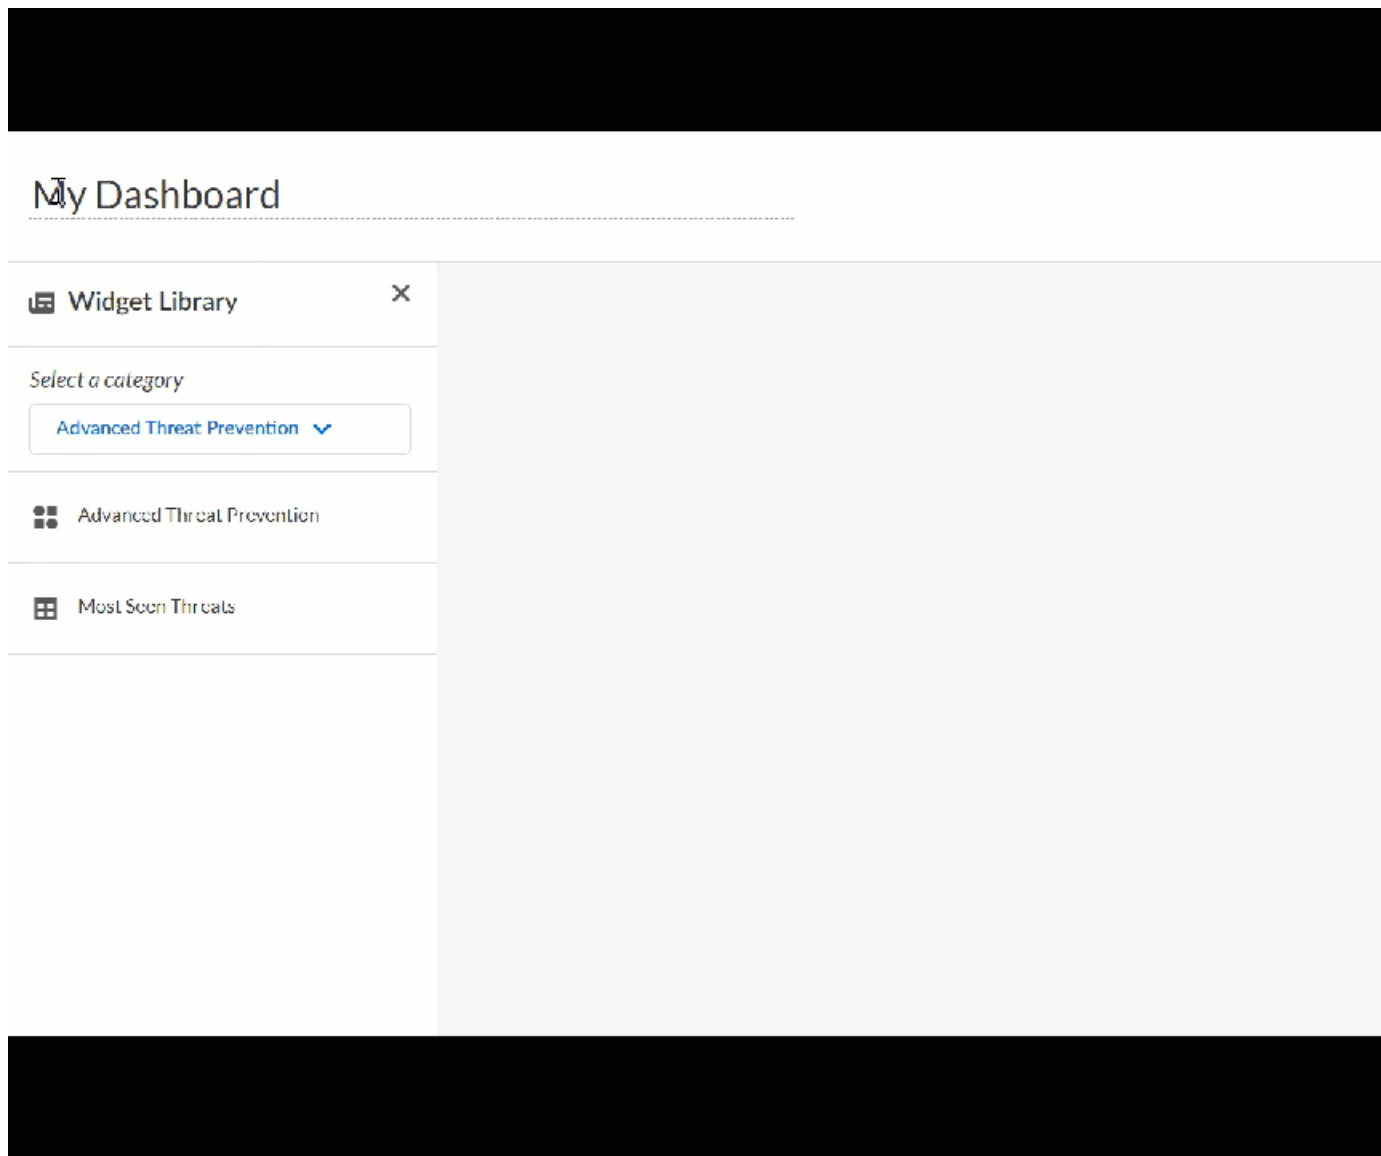 My Dashboard
Widget Library
Select a category
Advanced Threat Prevention
Advanced Threat Prevention
Most Seen Threats